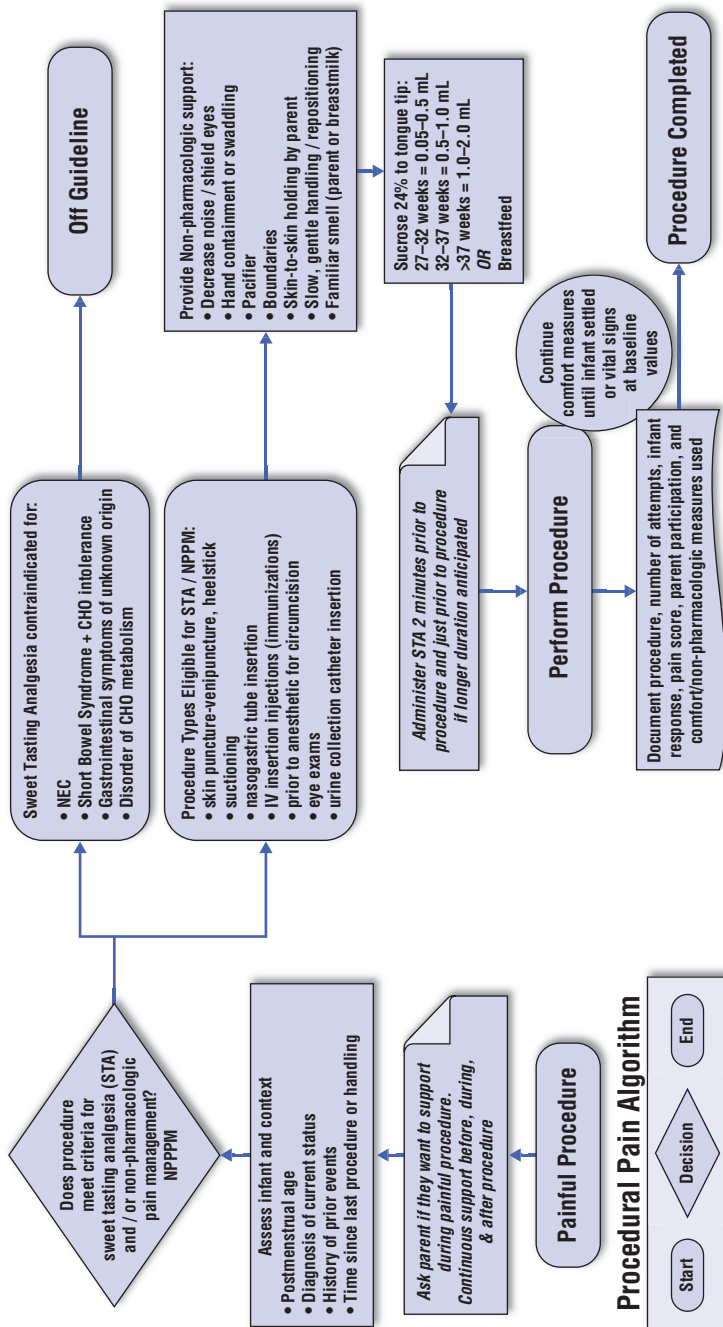 Painful Procedure
Ask parent if they want to support
during painful procedure.
Continuous support before, during,
& after procedure
Assess infant and context
• Postmenstrual age
• Diagnosis of current status
• History of prior events
• Time since last procedure or handling
Does procedure
meet criteria for
sweet tasting analgesia (STA)
and / or non-pharmacologic
pain management?
NPPPM
Sweet Tasting Analgesia contraindicated for:
• NEC
• Short Bowel Syndrome + CHO intolerance
• Gastrointestinal symptoms of unknown origin
• Disorder of CHO metabolism
Off Guideline
Procedure Types Eligible for STA / NPPM:
• skin puncture-venipuncture, heelstick
• suctioning
• nasogastric tube insertion
• IV insertion injections (immunizations)
• prior to anesthetic for circumcision
• eye exams
• urine collection catheter insertion
Provide Non-pharmacologic support:
• Decrease noise / shield eyes
• Hand containment or swaddling
• Pacifier
• Boundaries
• Skin-to-skin holding by parent
• Slow, gentle handling / repositioning
• Familiar smell (parent or breastmilk)
Sucrose 24% to tongue tip:
27–32 weeks = 0.05–0.5 mL
32–37 weeks = 0.5–1.0 mL
>37 weeks = 1.0–2.0 mL
OR
Breastfeed
Administer STA 2 minutes prior to
procedure and just prior to procedure
if longer duration anticipated
Perform Procedure
Continue
comfort measures
until infant settled
or vital signs
at baseline
values
Document procedure, number of attempts, infant
response, pain score, parent participation, and
comfort/non-pharmacologic measures used
Procedure Completed
Procedural Pain Algorithm
Start
Decision
End